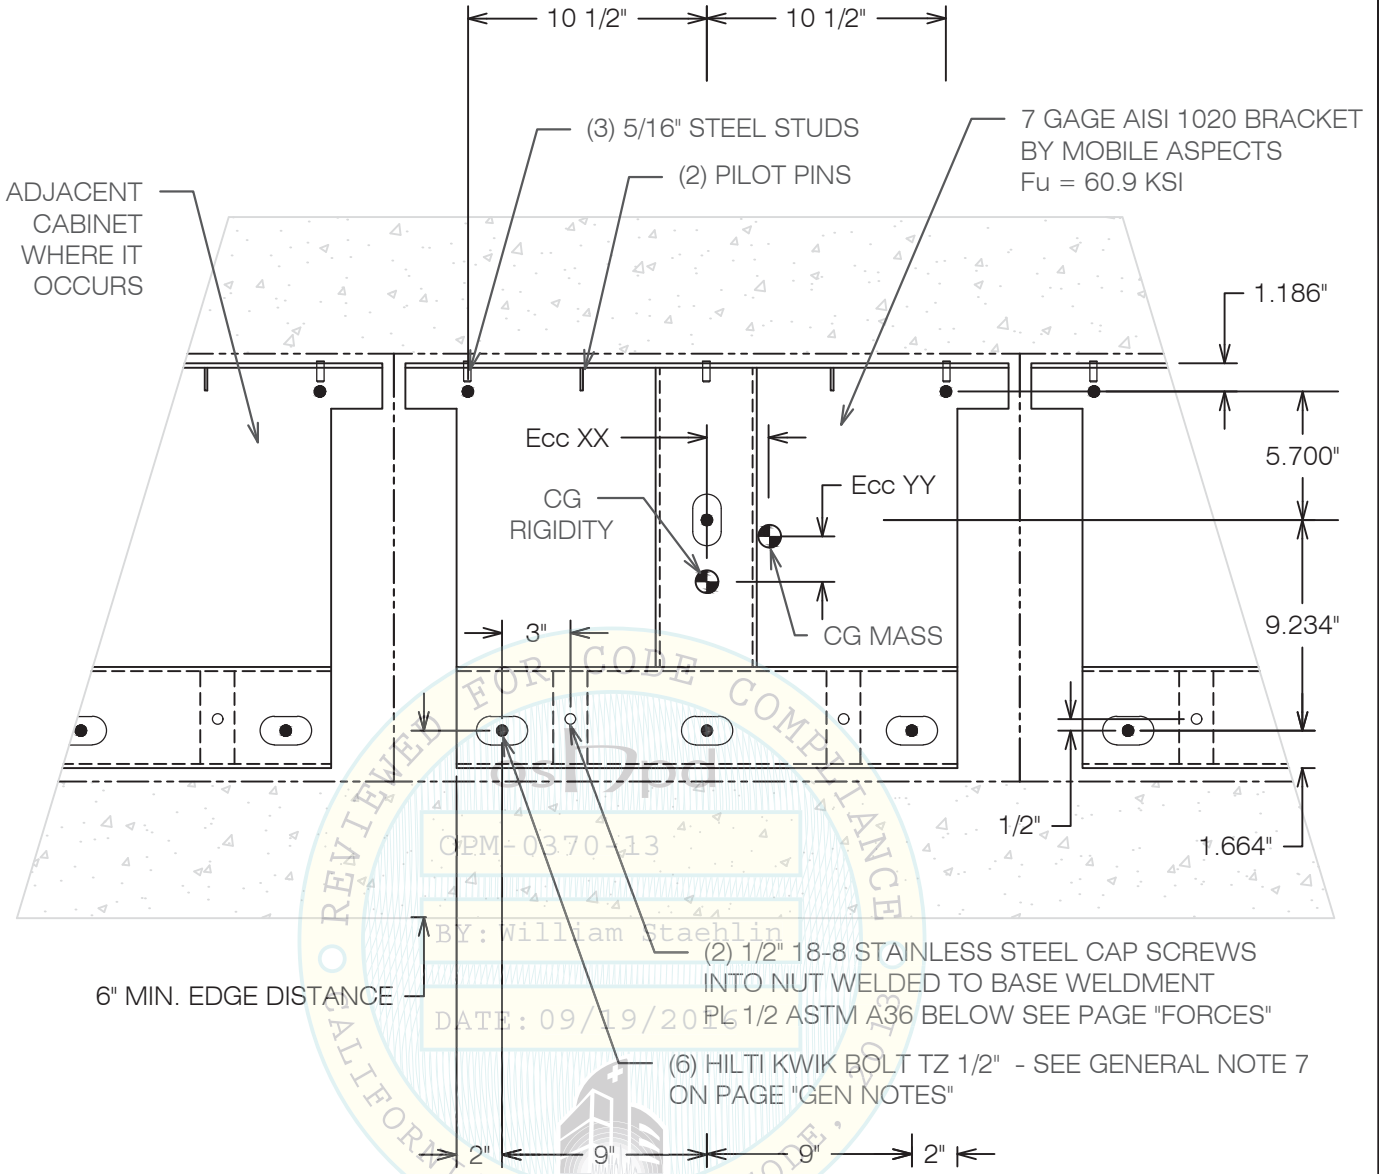 10 1/2" 10 1/2"
(3) 5/16" STEEL STUDS
(2) PILOT PINS
7 GAGE AISI 1020 BRACKET
BY MOBILE ASPECTS
Fu = 60.9 KSI
ADJACENT
CABINET
WHERE IT
OCCURS
1.186"
Ecc XX
5.700"
Ecc YY
CG
RIGIDITY
3"
CG MASS
9.234"
REVIEWED FOR CODE COMPLIANCE
oshpd
1/2"
1.664"
OPM-0370-13
BY: William Staehlin
(2) 1/2" 18-8 STAINLESS STEEL CAP SCREWS
INTO NUT WELDED TO BASE WELDMENT
PL 1/2 ASTM A36 BELOW SEE PAGE "FORCES"
6" MIN. EDGE DISTANCE
DATE: 09/19/2016
(6) HILTI KWIK BOLT TZ 1/2" - SEE GENERAL NOTE 7
ON PAGE "GEN NOTES"
CODE, 2013
2" 9" 9" 2"